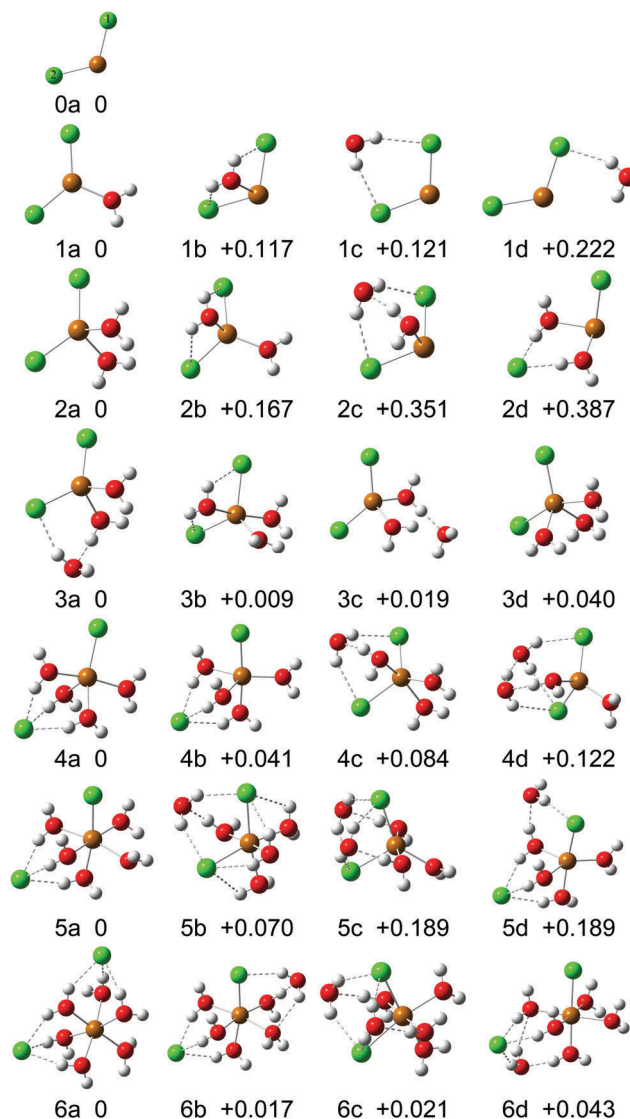 1
2
0a 0
1a 0 1b +0.117 1c +0.121 1d +0.222
2a 0 2b +0.167 2c +0.351 2d +0.387
3a 0 3b +0.009 3c +0.019 3d +0.040
4a 0 4b +0.041 4c +0.084 4d +0.122
5a 0 5b +0.070 5c +0.189 5d +0.189
6a 0 6b +0.017 6c +0.021 6d +0.043